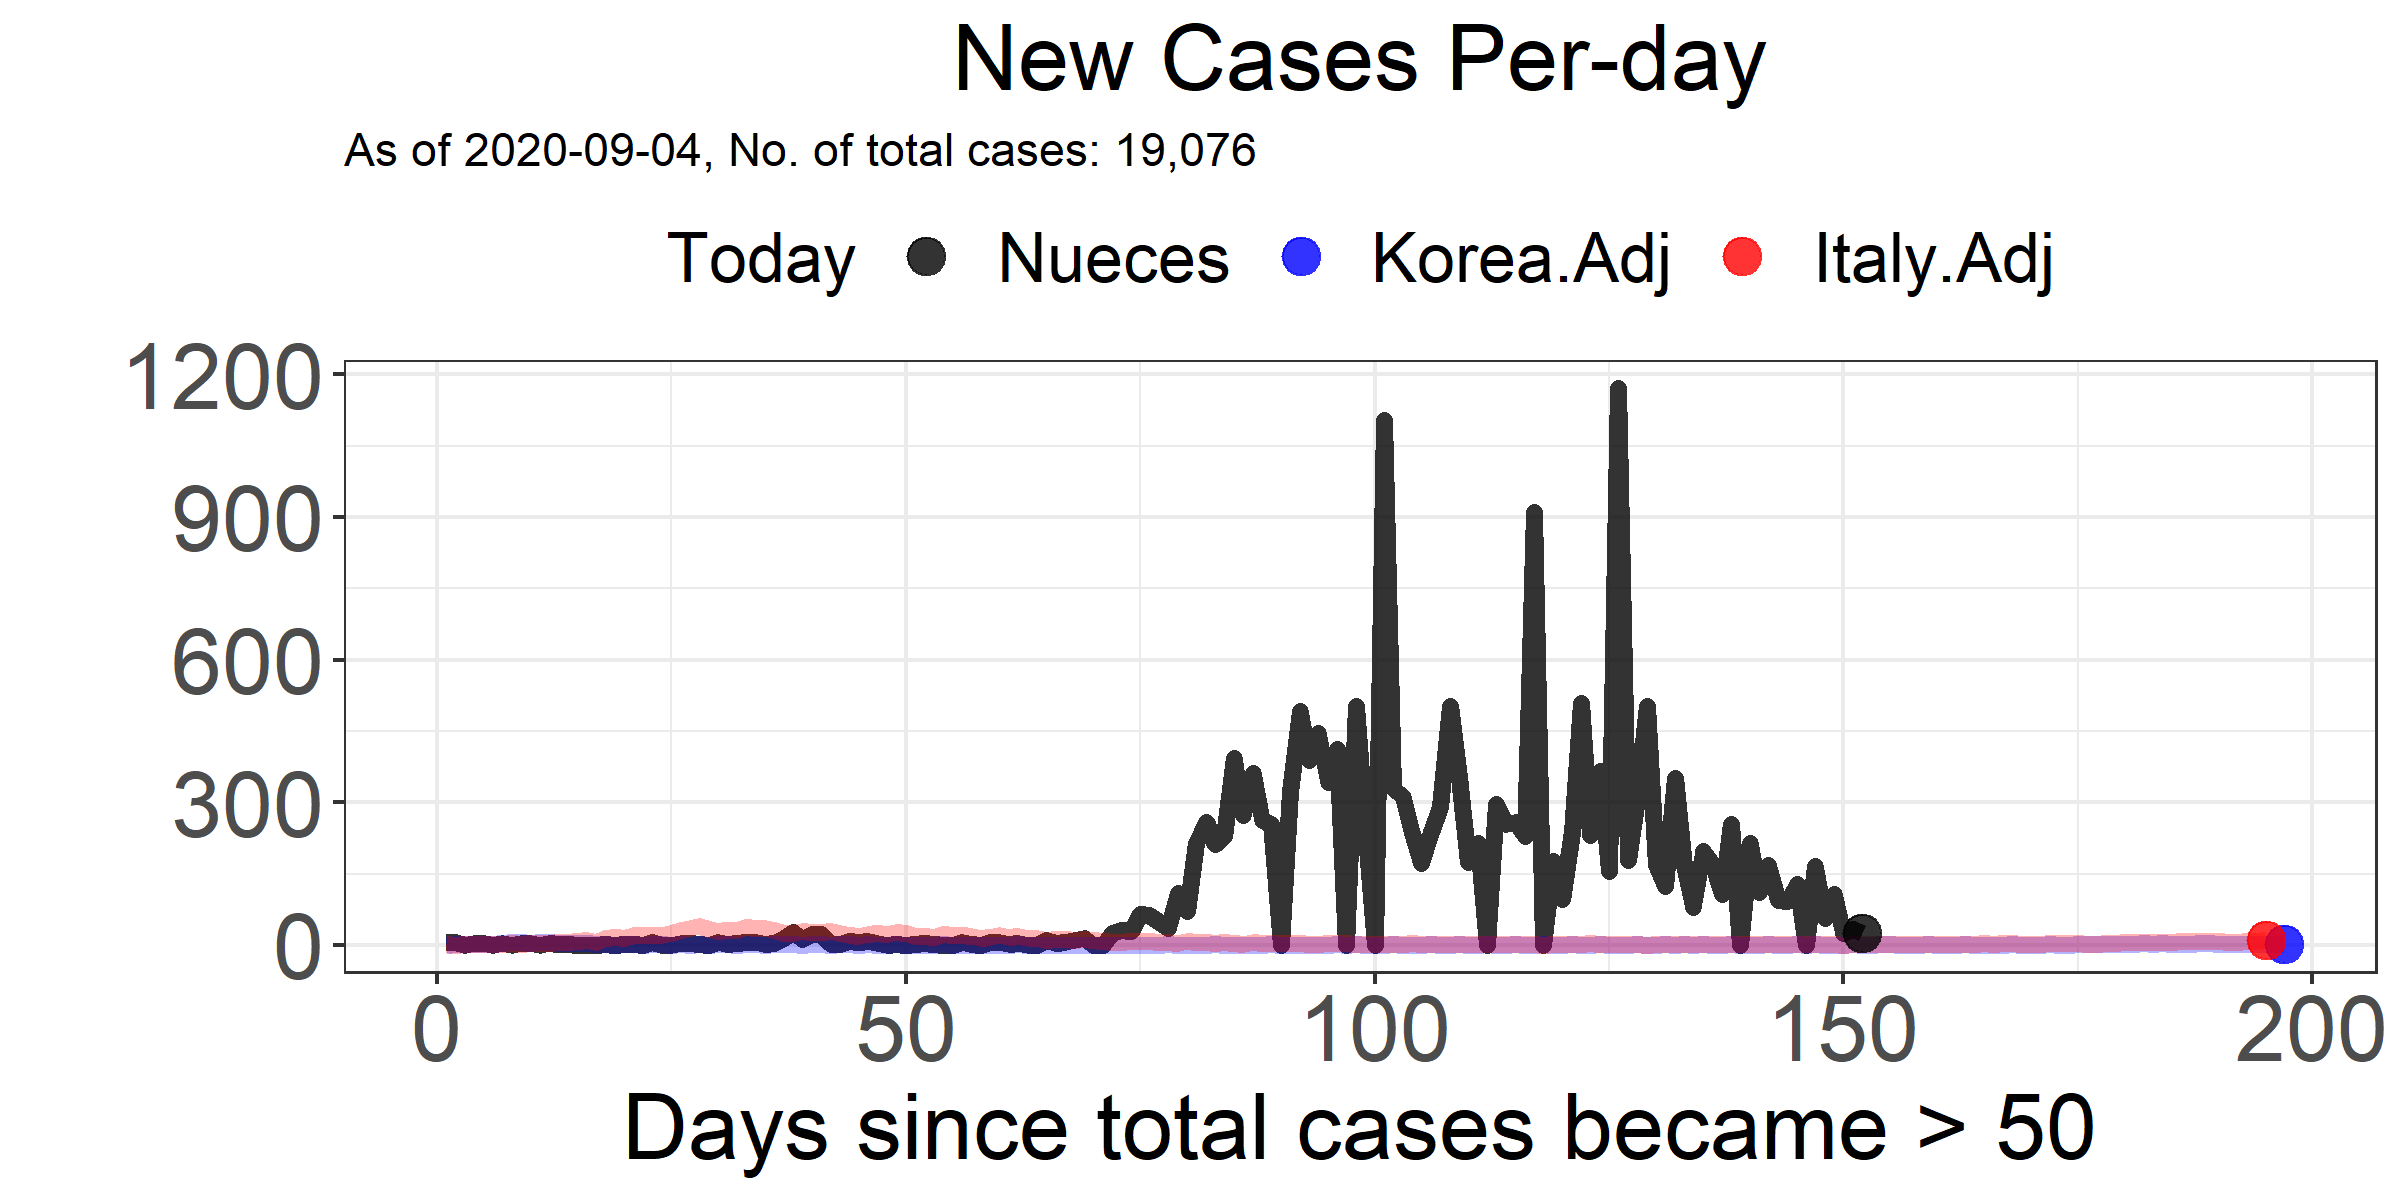 New Cases Per-day
As of 2020-09-04, No. of total cases: 19,076
Today Nueces Korea.Adj Italy.Adj
1200
900
600
300
0
0 50 100 150 200
Days since total cases became > 50